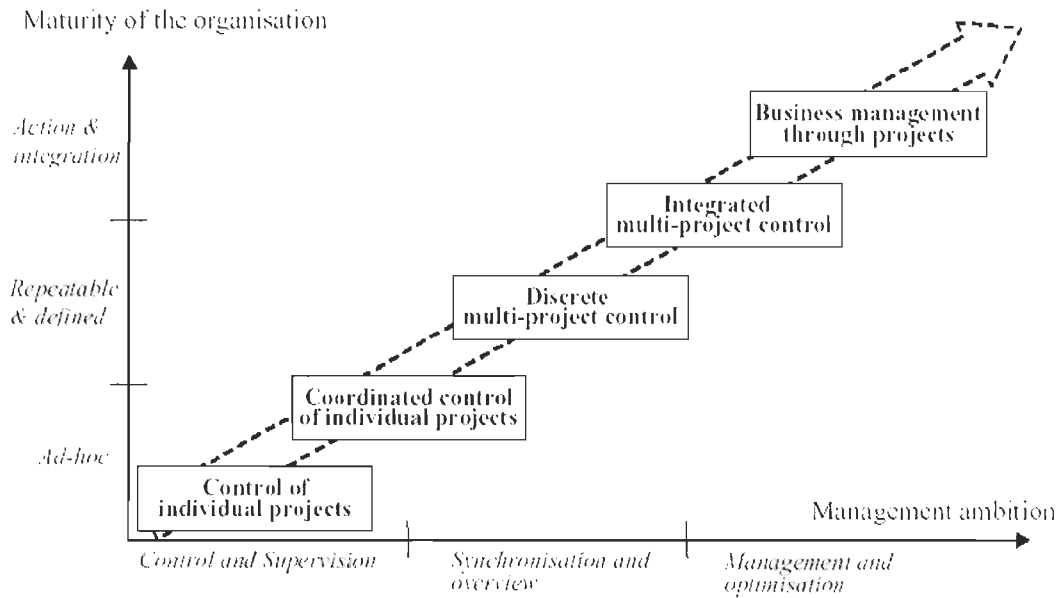 Maturity of the organisation
Action &
integration
Business management
through projects
Integrated
multi-project control
Repeatable
& defined
Discrete
multi-project control
Coordinated control
of individual projects
Ad-hoc
Control of
individual projects
Management ambition
Control and Supervision
Synchronisation and
overview
Management and
optimisation